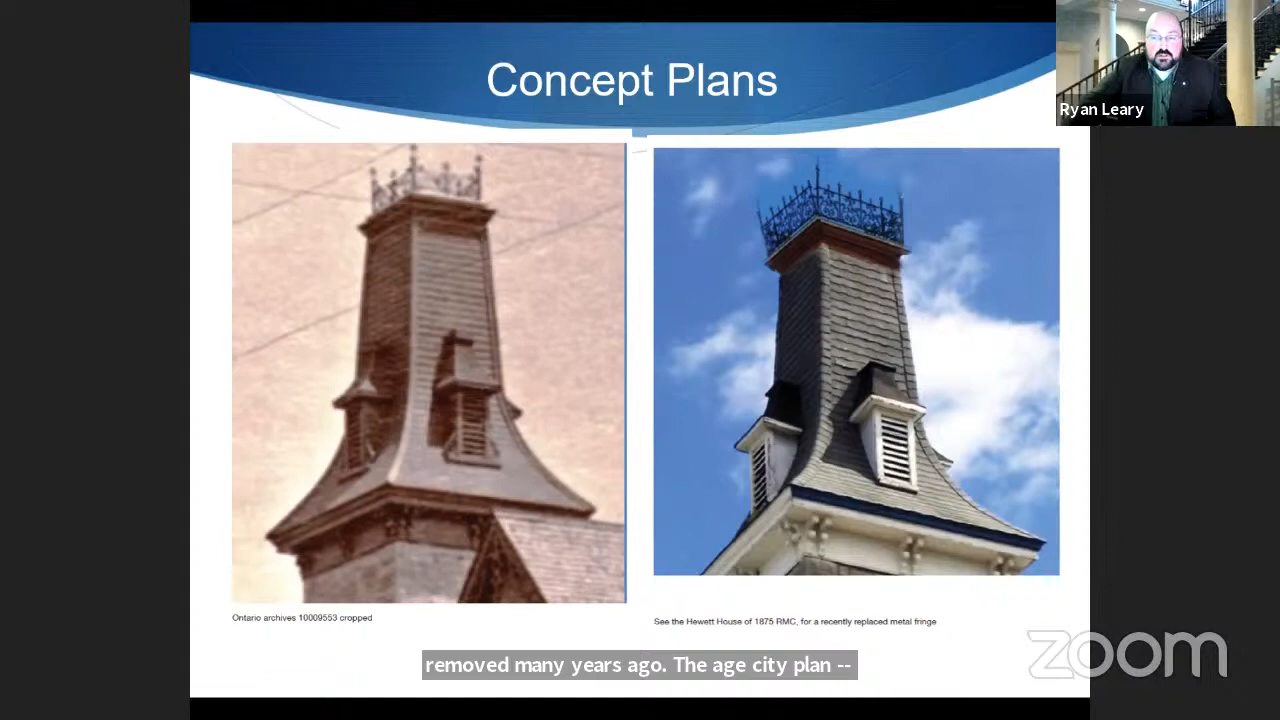 Concept Plans
Ryan Leary
Ontario archives 10009553 cropped
See the Hewett House of 1875 RMC, for a recently replaced metal fringe
removed many years ago. The age city plan --
zoom